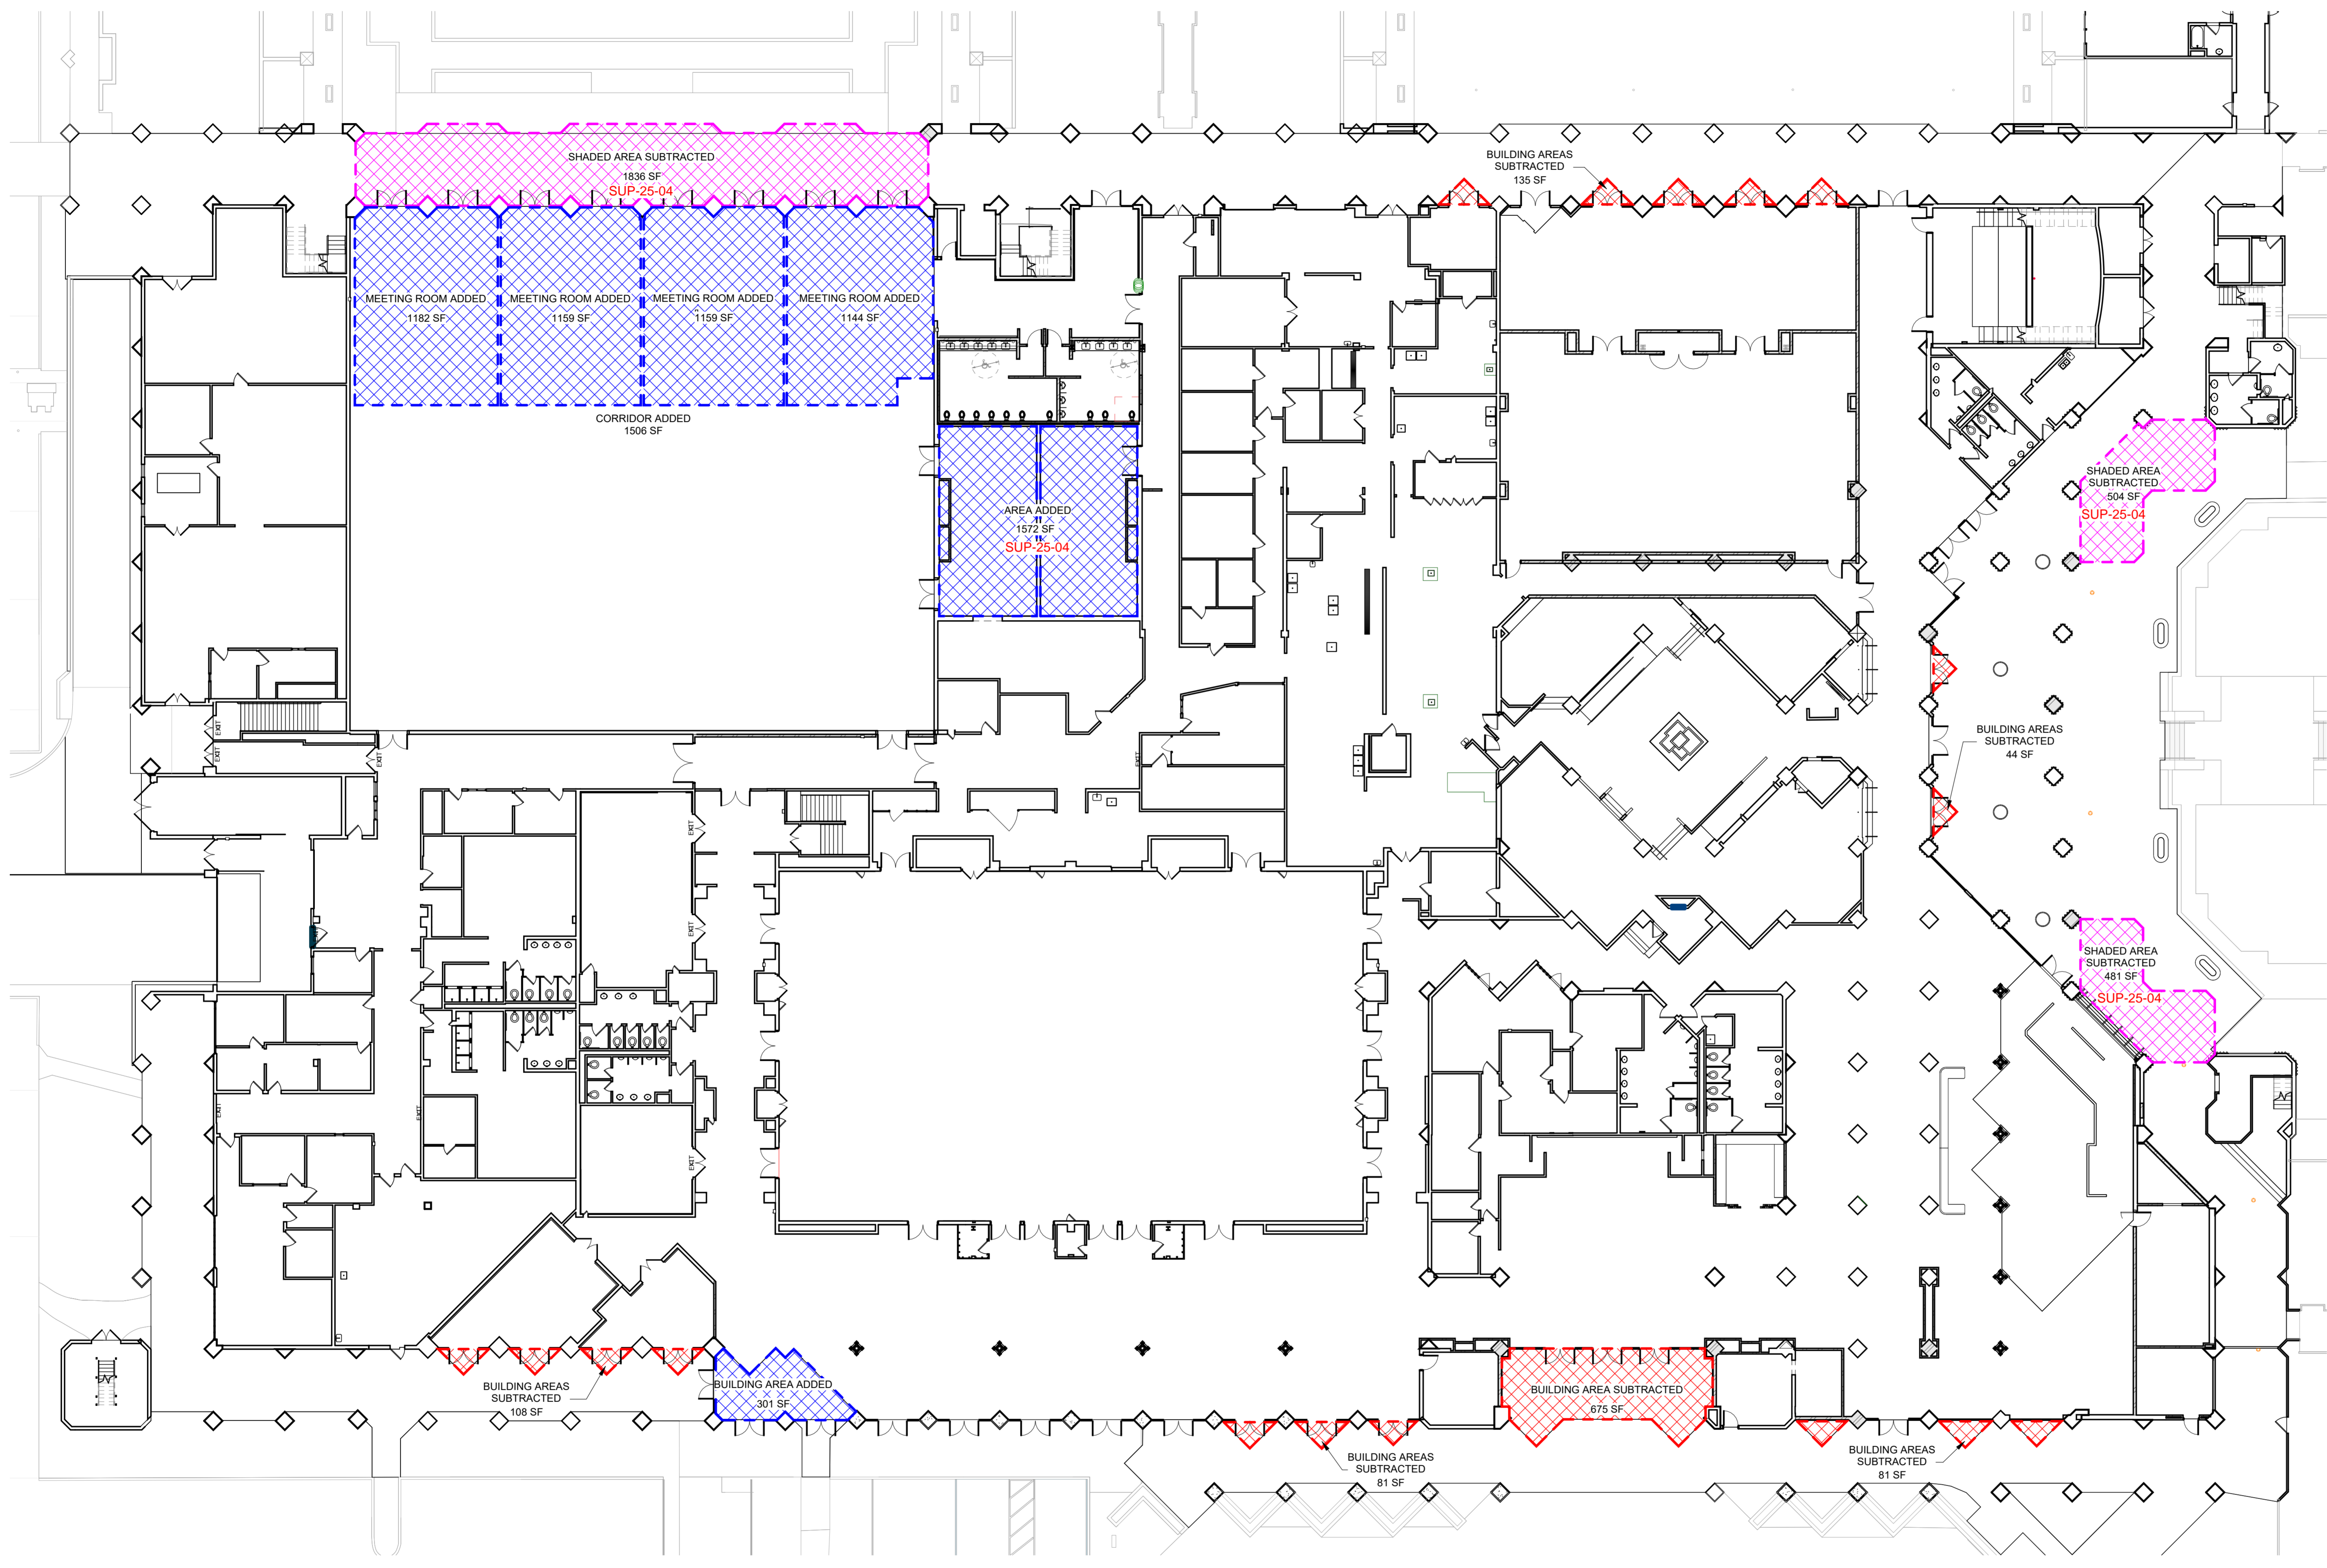 SHADED AREA SUBTRACTED
1836 SF
SUP-25-04
BUILDING AREAS
SUBTRACTED
135 SF
MEETING ROOM ADDED
1182 SF
MEETING ROOM ADDED
1159 SF
MEETING ROOM ADDED
1159 SF
MEETING ROOM ADDED
1144 SF
CORRIDOR ADDED
1506 SF
SHADED AREA
SUBTRACTED
504 SF
SUP-25-04
AREA ADDED
1572 SF
SUP-25-04
BUILDING AREAS
SUBTRACTED
44 SF
EXIT
EXIT
EXIT
EXIT
EXIT
EXIT
SHADED AREA
SUBTRACTED
481 SF
SUP-25-04
EXIT
EXIT
EXIT
BUILDING AREAS
SUBTRACTED
108 SF
BUILDING AREA ADDED
301 SF
BUILDING AREA SUBTRACTED
675 SF
BUILDING AREAS
SUBTRACTED
81 SF
BUILDING AREAS
SUBTRACTED
81 SF